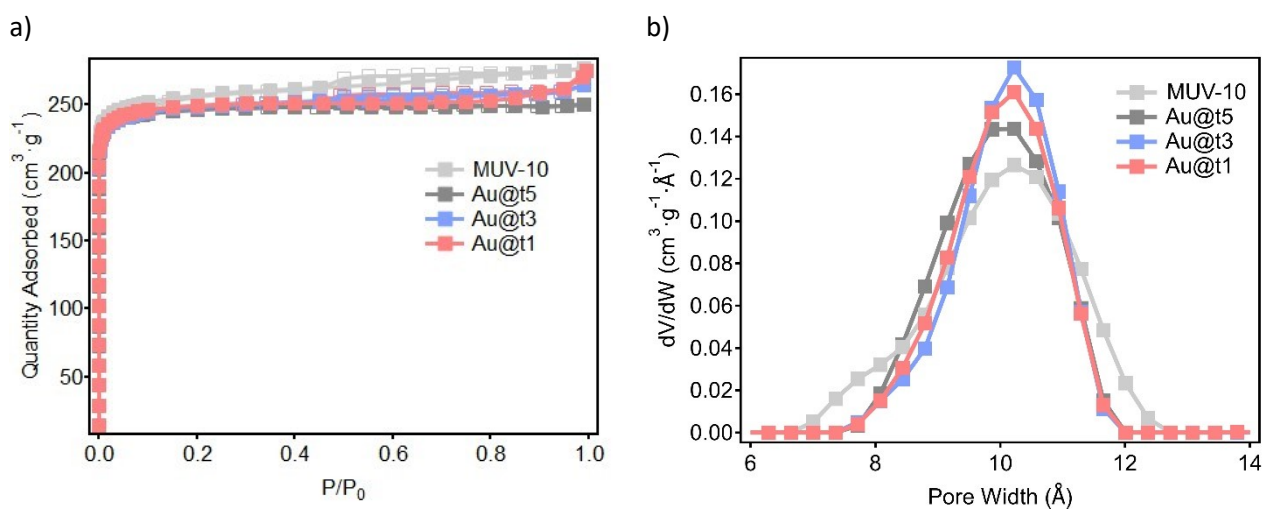 a)
Quantity Adsorbed (cm³·g⁻¹)
250
200
150
100
50
0.0 0.2 0.4 0.6 0.8 1.0
P/P₀
MUV-10
Au@t5
Au@t3
Au@t1
b)
dV/dW (cm³·g⁻¹·Å⁻¹)
0.16
0.14
0.12
0.10
0.08
0.06
0.04
0.02
0.00
6 8 10 12 14
Pore Width (Å)
MUV-10
Au@t5
Au@t3
Au@t1